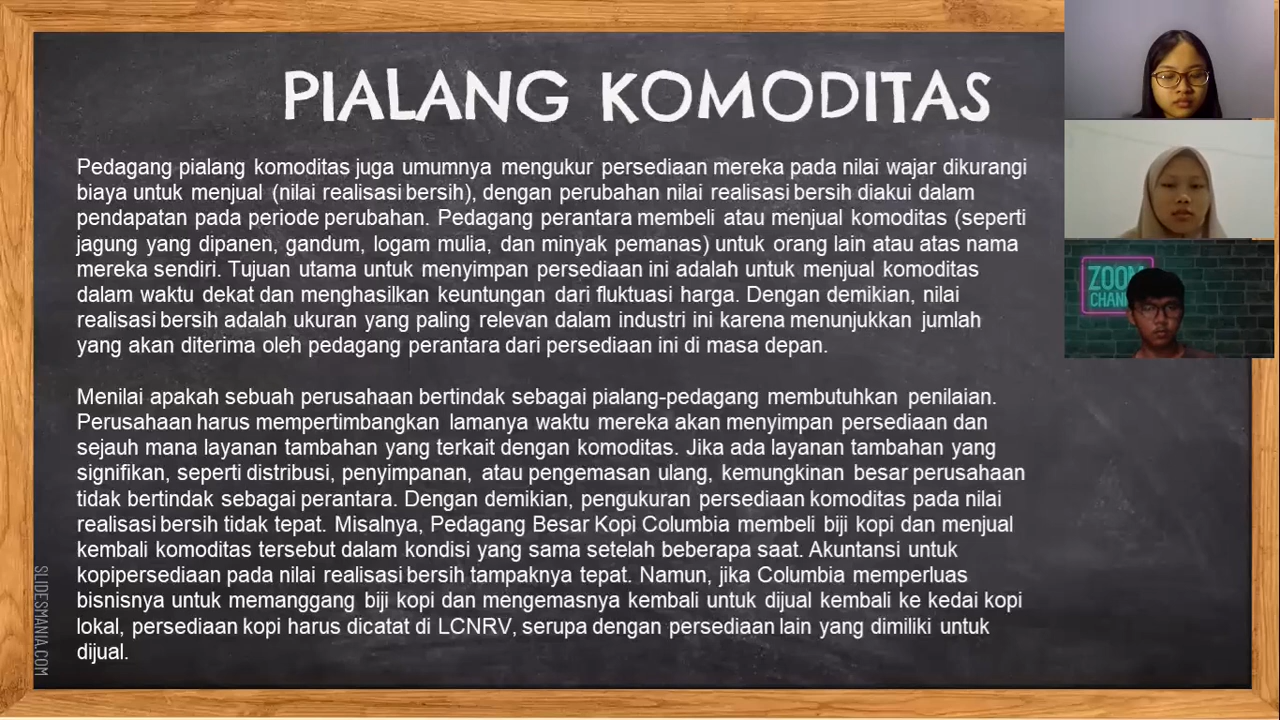 PIALANG KOMODITAS
Pedagang pialang komoditas juga umumnya mengukur persediaan mereka pada nilai wajar dikurangi
biaya untuk menjual (nilai realisasi bersih), dengan perubahan nilai realisasi bersih diakui dalam
pendapatan pada periode perubahan. Pedagang perantara membeli atau menjual komoditas (seperti
jagung yang dipanen, gandum, logam mulia, dan minyak pemanas) untuk orang lain atau atas nama
mereka sendiri. Tujuan utama untuk menyimpan persediaan ini adalah untuk menjual komoditas
dalam waktu dekat dan menghasilkan keuntungan dari fluktuasi harga. Dengan demikian, nilai
realisasi bersih adalah ukuran yang paling relevan dalam industri ini karena menunjukkan jumlah
yang akan diterima oleh pedagang perantara dari persediaan ini di masa depan.
Menilai apakah sebuah perusahaan bertindak sebagai pialang-pedagang membutuhkan penilaian.
Perusahaan harus mempertimbangkan lamanya waktu mereka akan menyimpan persediaan dan
sejauh mana layanan tambahan yang terkait dengan komoditas. Jika ada layanan tambahan yang
signifikan, seperti distribusi, penyimpanan, atau pengemasan ulang, kemungkinan besar perusahaan
tidak bertindak sebagai perantara. Dengan demikian, pengukuran persediaan komoditas pada nilai
realisasi bersih tidak tepat. Misalnya, Pedagang Besar Kopi Columbia membeli biji kopi dan menjual
kembali komoditas tersebut dalam kondisi yang sama setelah beberapa saat. Akuntansi untuk
kopipersediaan pada nilai realisasi bersih tampaknya tepat. Namun, jika Columbia memperluas
bisnisnya untuk memanggang biji kopi dan mengemasnya kembali untuk dijual kembali ke kedai kopi
lokal, persediaan kopi harus dicatat di LCNRV, serupa dengan persediaan lain yang dimiliki untuk
dijual.
SLIDESMANIA.COM
ZOOM